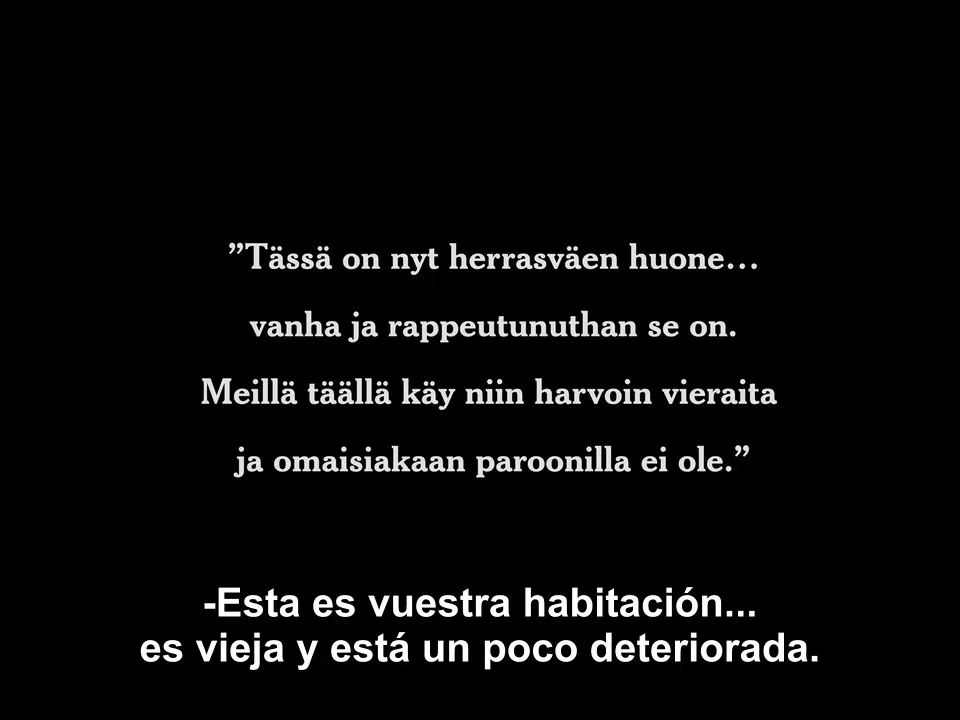 ”Tässä on nyt herrasväen huone...
vanha ja rappeutunuthan se on.
Meillä täällä käy niin harvoin vieraita
ja omaisiakaan paroonilla ei ole.”
-Esta es vuestra habitación...
es vieja y está un poco deteriorada.